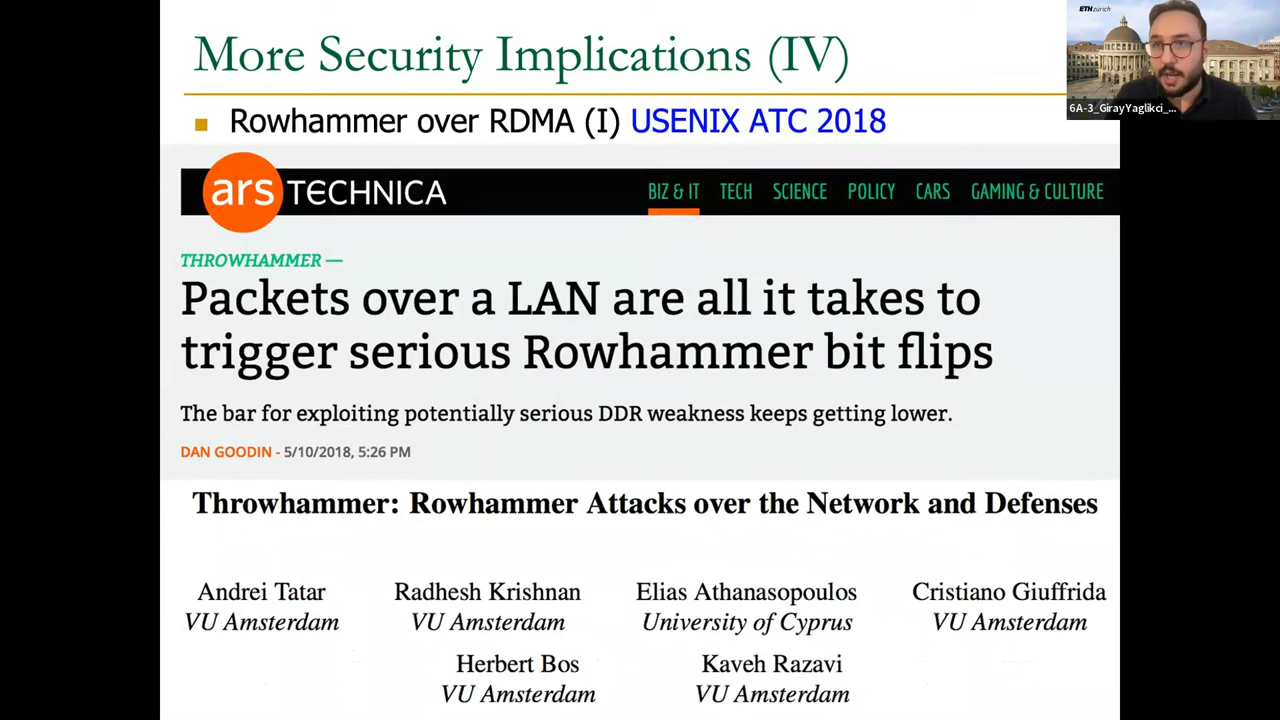 More Security Implications (IV)
ETH zürich
6A-3_GirayYaglikci_...
Rowhammer over RDMA (I) USENIX ATC 2018
ars TECHNICA
BIZ & IT TECH SCIENCE POLICY CARS GAMING & CULTURE
THROWHAMMER —
Packets over a LAN are all it takes to
trigger serious Rowhammer bit flips
The bar for exploiting potentially serious DDR weakness keeps getting lower.
DAN GOODIN - 5/10/2018, 5:26 PM
Throwhammer: Rowhammer Attacks over the Network and Defenses
Andrei Tatar Radhesh Krishnan Elias Athanasopoulos Cristiano Giuffrida
VU Amsterdam VU Amsterdam University of Cyprus VU Amsterdam
Herbert Bos Kaveh Razavi
VU Amsterdam VU Amsterdam